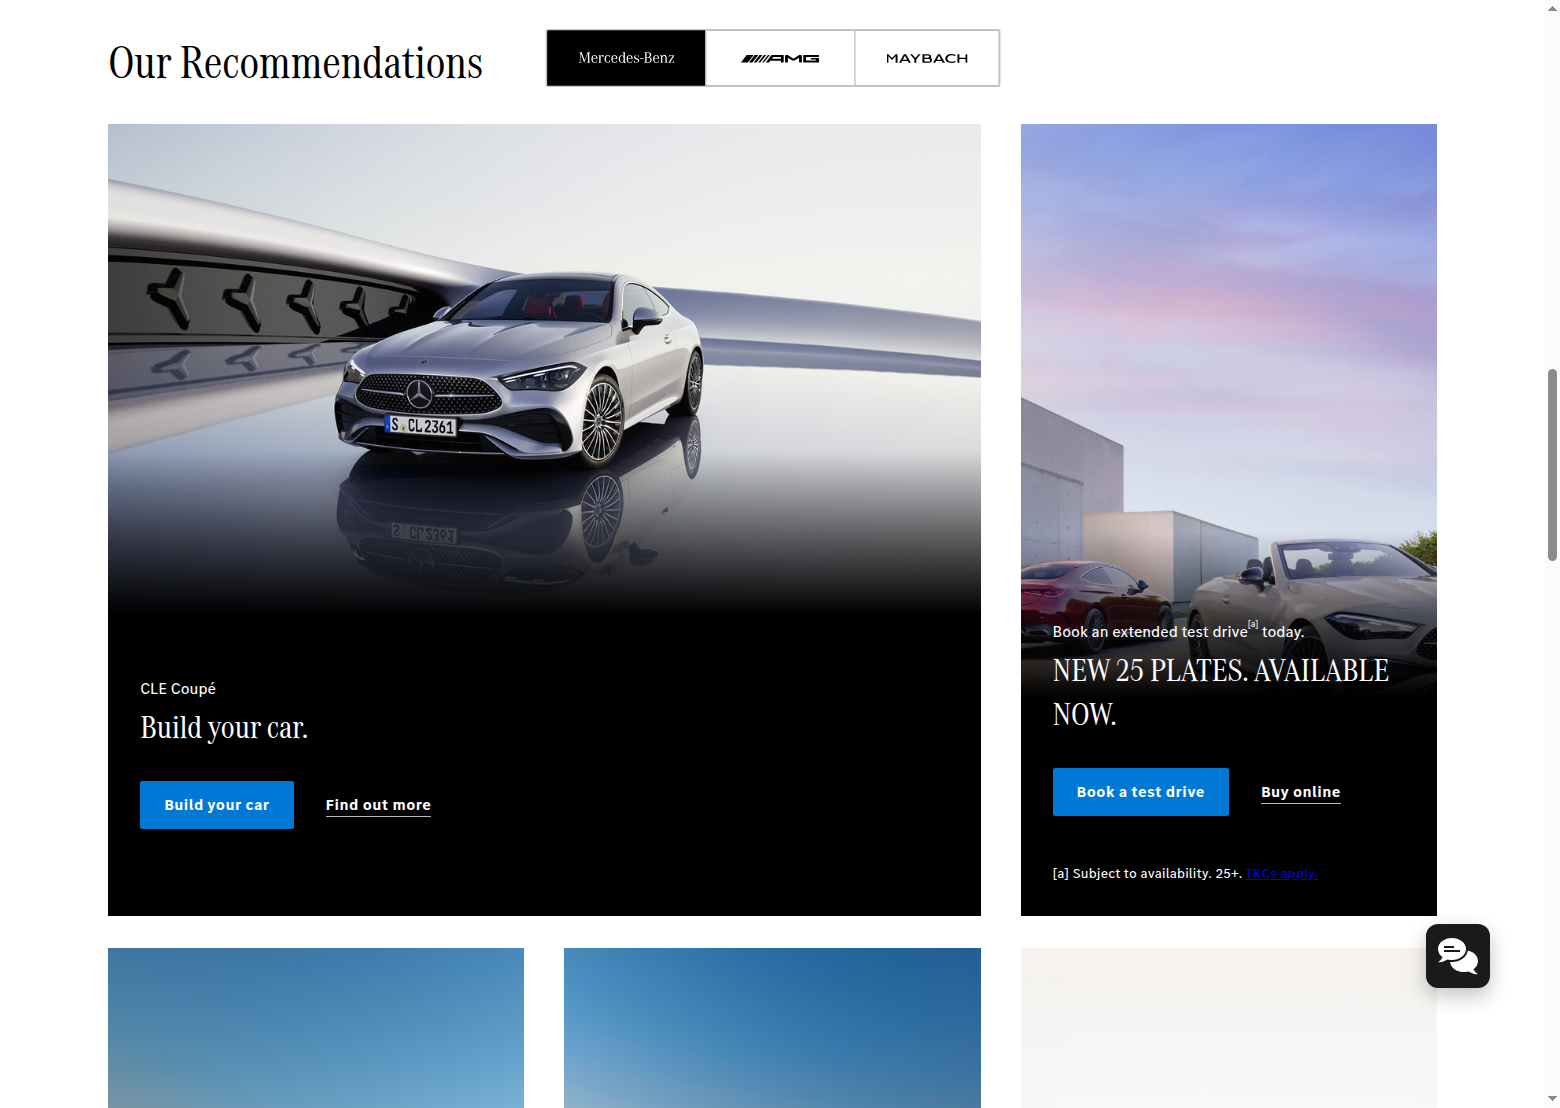 Our Recommendations
Mercedes-Benz
AMG
MAYBACH
S CL 2361
CLE Coupé
Build your car.
Build your car
Find out more
Book an extended test drive[a] today.
NEW 25 PLATES. AVAILABLE
NOW.
Book a test drive
Buy online
[a] Subject to availability. 25+. T&Cs apply.